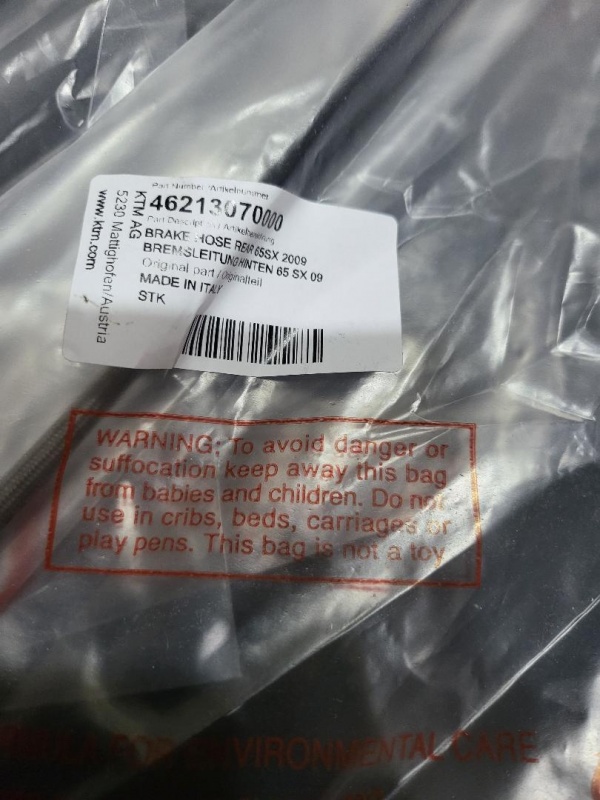 Part Number / Artikelnummer
46213070000
Part Description / Artikelbezeichnung
BRAKE HOSE REAR 65SX 2009
BREMSLEITUNG HINTEN 65 SX 09
Original part / Originalteil
MADE IN ITALY
STK
KTM AG
5230 Mattighofen/Austria
www.ktm.com
WARNING: To avoid danger or
suffocation keep away this bag
from babies and children. Do not
use in cribs, beds, carriages or
play pens. This bag is not a toy
FOR ENVIRONMENTAL CARE